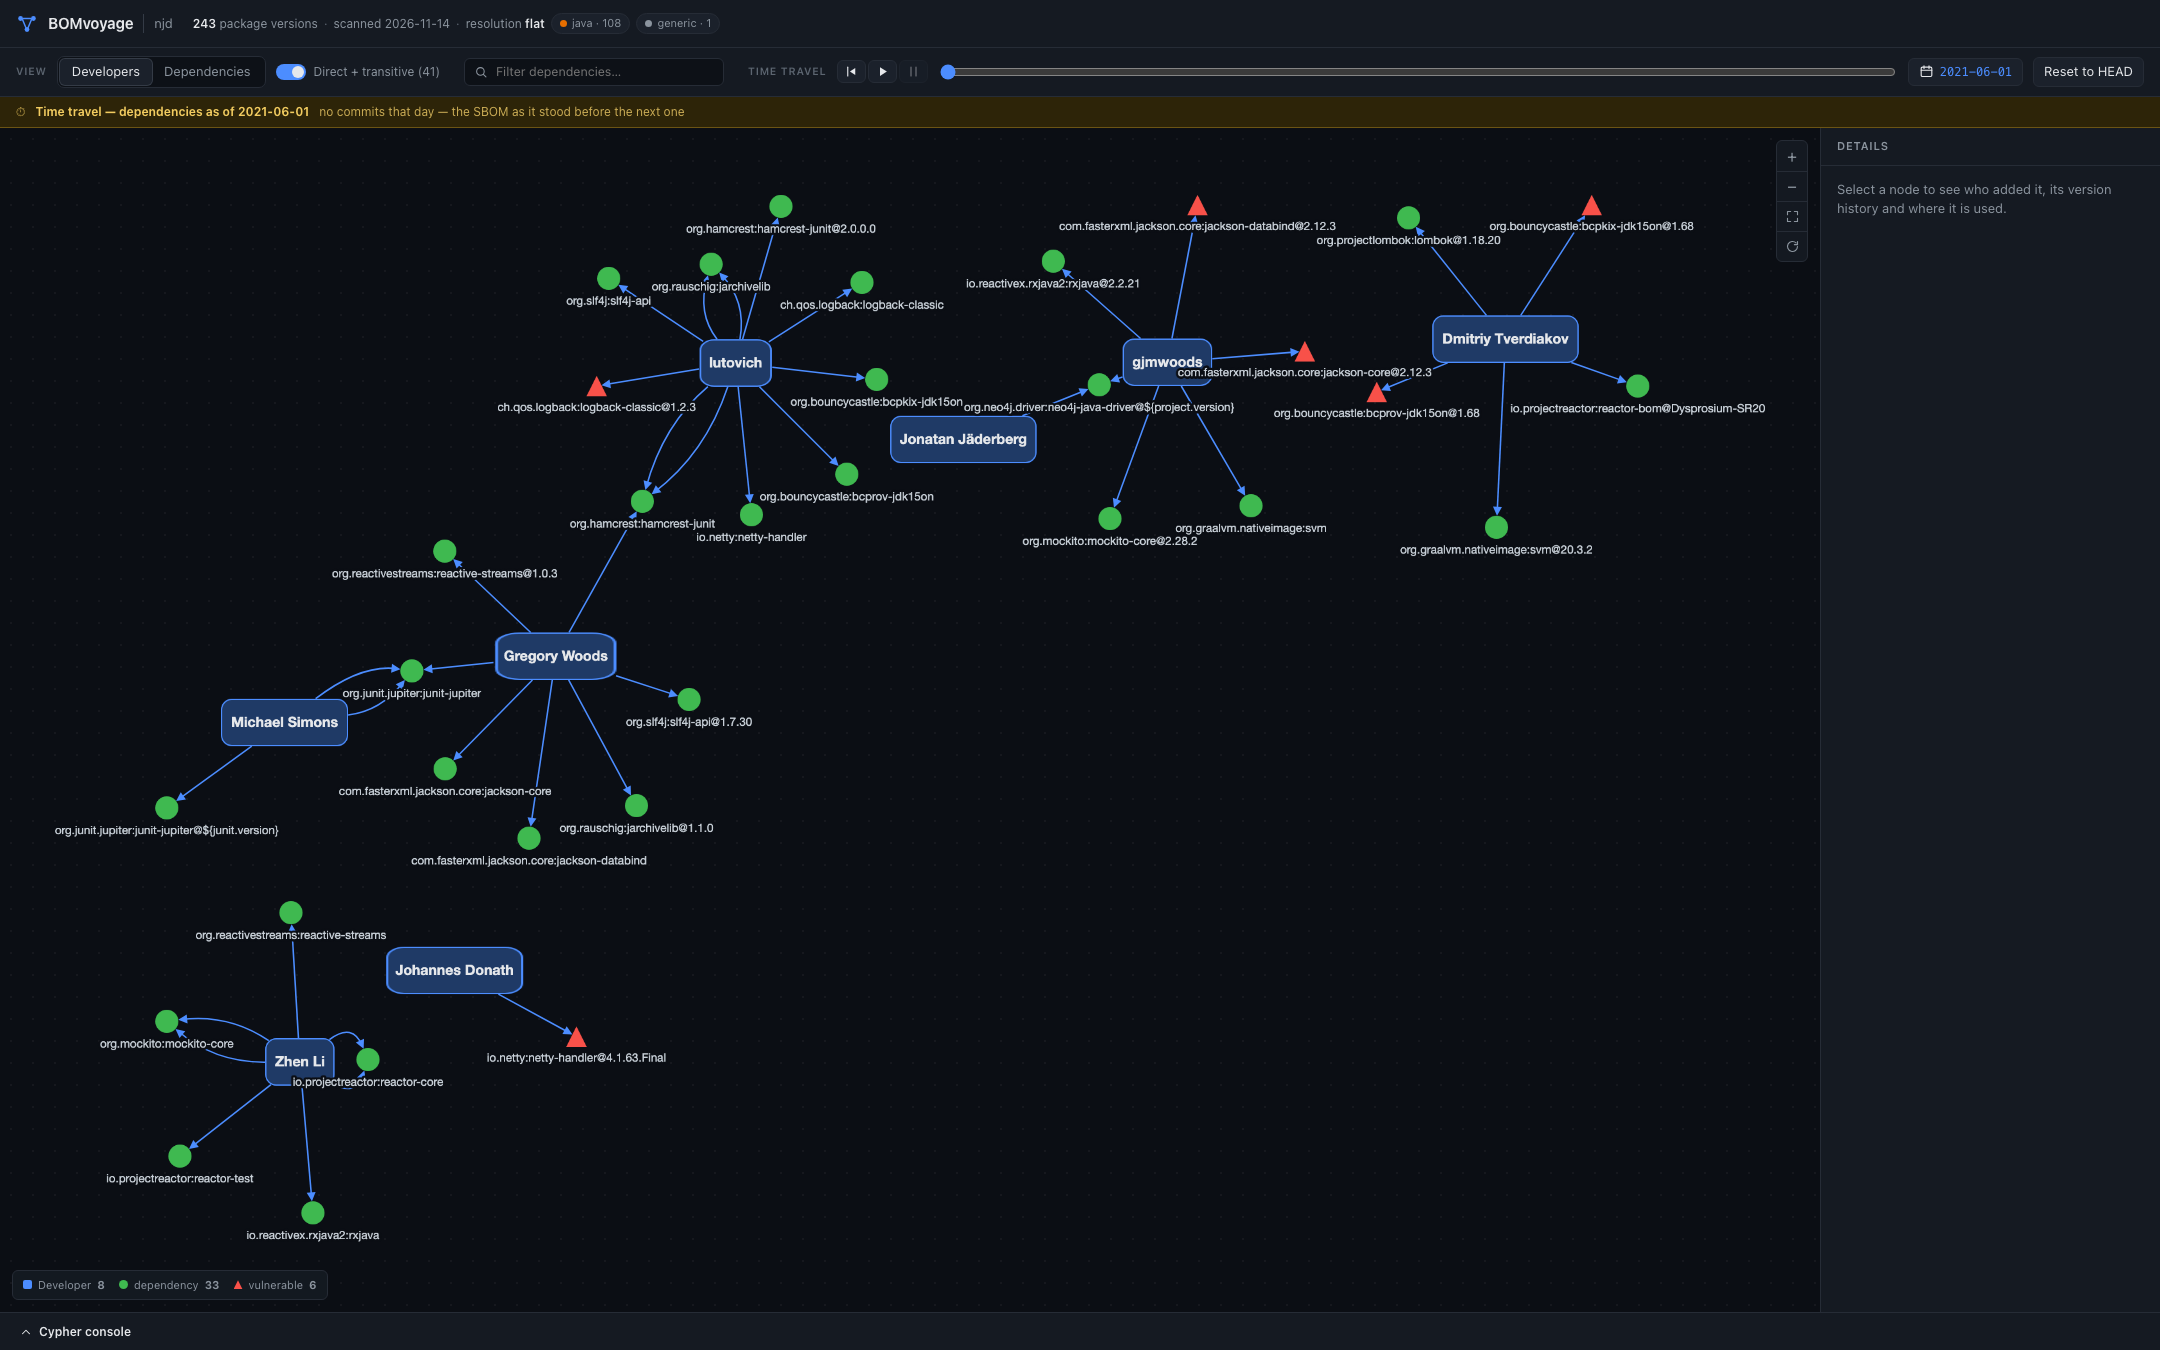 BOMvoyage njd 243 package versions · scanned 2026-11-14 · resolution flat java · 108 generic · 1
VIEW Developers Dependencies Direct + transitive (41) Filter dependencies... TIME TRAVEL 2021-06-01 Reset to HEAD
Time travel — dependencies as of 2021-06-01 no commits that day — the SBOM as it stood before the next one
DETAILS
Select a node to see who added it, its version
history and where it is used.
org.hamcrest:hamcrest-junit@2.0.0.0
com.fasterxml.jackson.core:jackson-databind@2.12.3
org.bouncycastle:bcpkix-jdk15on@1.68
org.projectlombok:lombok@1.18.20
org.rauschig:jarchivelib
io.reactivex.rxjava2:rxjava@2.2.21
org.slf4j:slf4j-api
ch.qos.logback:logback-classic
Dmitriy Tverdiakov
lutovich
gjmwoods
com.fasterxml.jackson.core:jackson-core@2.12.3
org.bouncycastle:bcpkix-jdk15on
ch.qos.logback:logback-classic@1.2.3
org.neo4j.driver:neo4j-java-driver@${project.version}
org.bouncycastle:bcprov-jdk15on@1.68
io.projectreactor:reactor-bom@Dysprosium-SR20
Jonatan Jäderberg
org.bouncycastle:bcprov-jdk15on
org.hamcrest:hamcrest-junit
io.netty:netty-handler
org.graalvm.nativeimage:svm
org.mockito:mockito-core@2.28.2
org.graalvm.nativeimage:svm@20.3.2
org.reactivestreams:reactive-streams@1.0.3
Gregory Woods
org.junit.jupiter:junit-jupiter
Michael Simons
org.slf4j:slf4j-api@1.7.30
com.fasterxml.jackson.core:jackson-core
org.junit.jupiter:junit-jupiter@${junit.version}
org.rauschig:jarchivelib@1.1.0
com.fasterxml.jackson.core:jackson-databind
org.reactivestreams:reactive-streams
Johannes Donath
org.mockito:mockito-core
io.netty:netty-handler@4.1.63.Final
Zhen Li
io.projectreactor:reactor-core
io.projectreactor:reactor-test
io.reactivex.rxjava2:rxjava
Developer 8 dependency 33 vulnerable 6
Cypher console